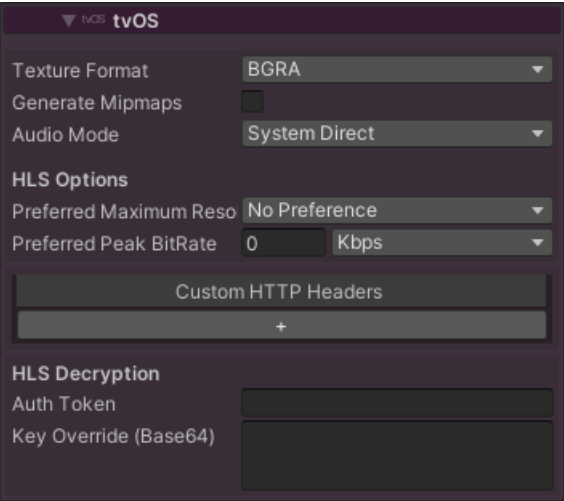 tvOS tvOS
Texture Format BGRA
Generate Mipmaps
Audio Mode System Direct
HLS Options
Preferred Maximum Reso No Preference
Preferred Peak BitRate 0 Kbps
Custom HTTP Headers
+
HLS Decryption
Auth Token
Key Override (Base64)